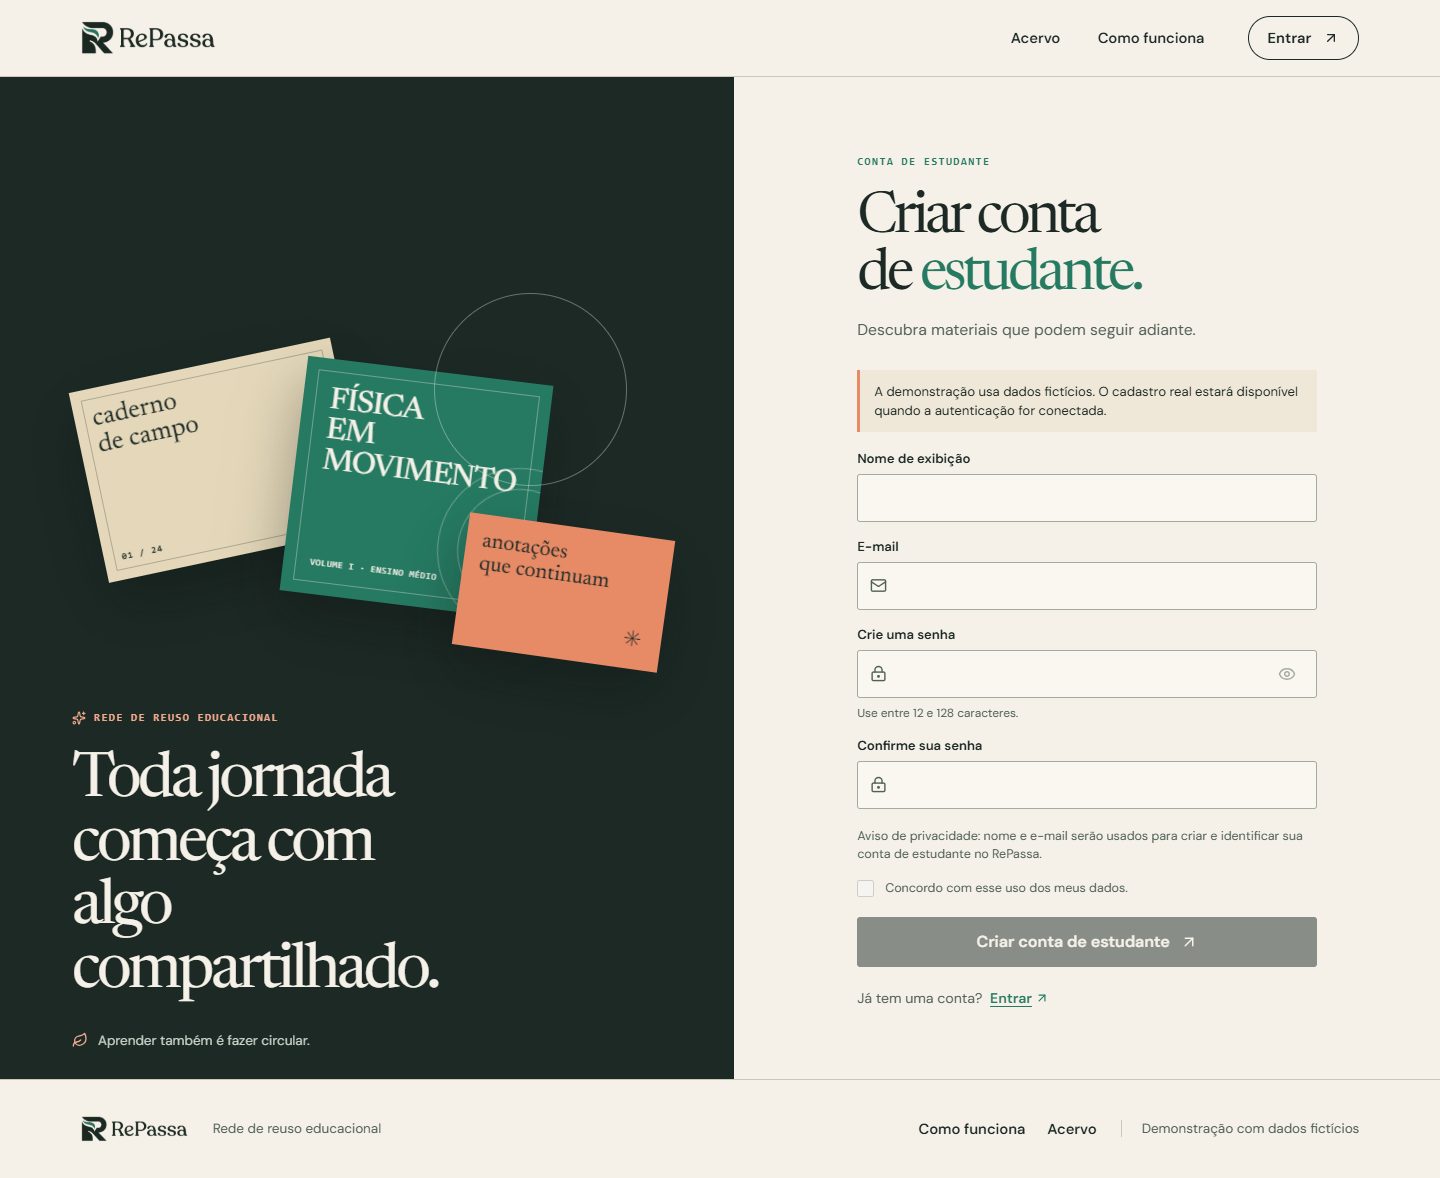 RePassa
Acervo
Como funciona
Entrar
caderno
de campo
01 / 24
FÍSICA
EM
MOVIMENTO
VOLUME I · ENSINO MÉDIO
anotações
que continuam
REDE DE REUSO EDUCACIONAL
Toda jornada
começa com
algo
compartilhado.
Aprender também é fazer circular.
CONTA DE ESTUDANTE
Criar conta
de estudante.
Descubra materiais que podem seguir adiante.
A demonstração usa dados fictícios. O cadastro real estará disponível
quando a autenticação for conectada.
Nome de exibição
E-mail
Crie uma senha
Use entre 12 e 128 caracteres.
Confirme sua senha
Aviso de privacidade: nome e e-mail serão usados para criar e identificar sua
conta de estudante no RePassa.
Concordo com esse uso dos meus dados.
Criar conta de estudante
Já tem uma conta? Entrar
RePassa
Rede de reuso educacional
Como funciona
Acervo
Demonstração com dados fictícios